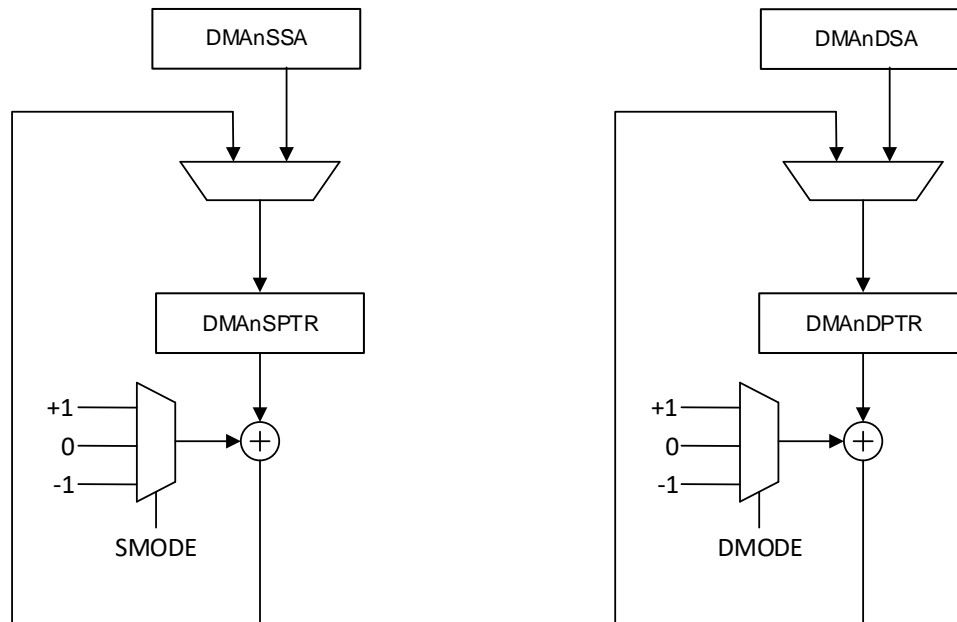 DMAnSSA
DMAnDSA
DMAnSPTR
DMAnDPTR
+1
0
-1
SMODE
+1
0
-1
DMODE